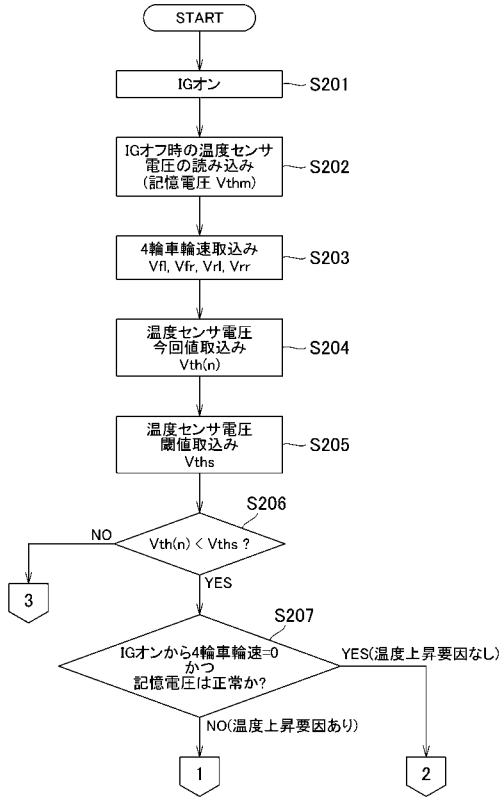 START
IGオン
S201
IGオフ時の温度センサ
電圧の読み込み
(記憶電圧 Vthm)
S202
4輪車輪速取込み
Vfl, Vfr, Vrl, Vrr
S203
温度センサ電圧
今回値取込み
Vth(n)
S204
温度センサ電圧
閾値取込み
Vths
S205
S206
Vth(n) < Vths ?
NO
YES
3
S207
IGオンから4輪車輪速=0
かつ
記憶電圧は正常か?
YES(温度上昇要因なし)
NO(温度上昇要因あり)
1
2